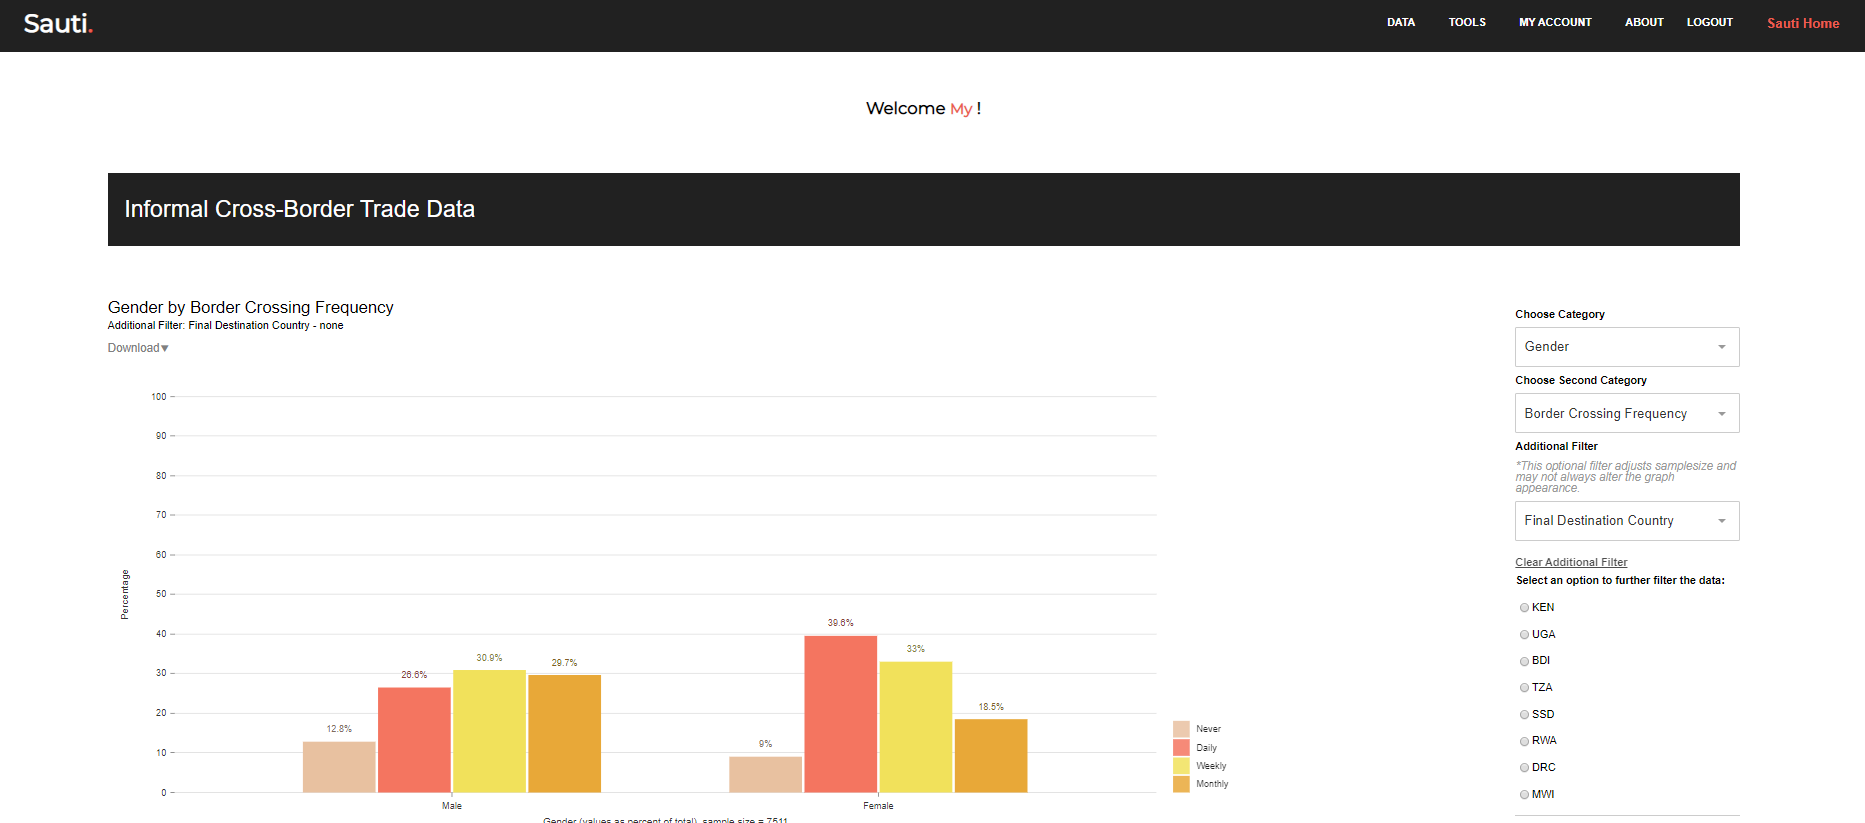 Sauti.
DATA TOOLS MY ACCOUNT ABOUT LOGOUT Sauti Home
Welcome My !
Informal Cross-Border Trade Data
Gender by Border Crossing Frequency
Additional Filter: Final Destination Country - none
Download▼
100
90
80
70
60
50
40
30
20
10
0
Percentage
12.8%
26.6%
30.9%
29.7%
9%
39.6%
33%
18.5%
Male
Female
Gender (values as percent of total), sample size = 7511
Never
Daily
Weekly
Monthly
Choose Category
Gender
Choose Second Category
Border Crossing Frequency
Additional Filter
*This optional filter adjusts samplesize and
may not always alter the graph
appearance.
Final Destination Country
Clear Additional Filter
Select an option to further filter the data:
KEN
UGA
BDI
TZA
SSD
RWA
DRC
MWI